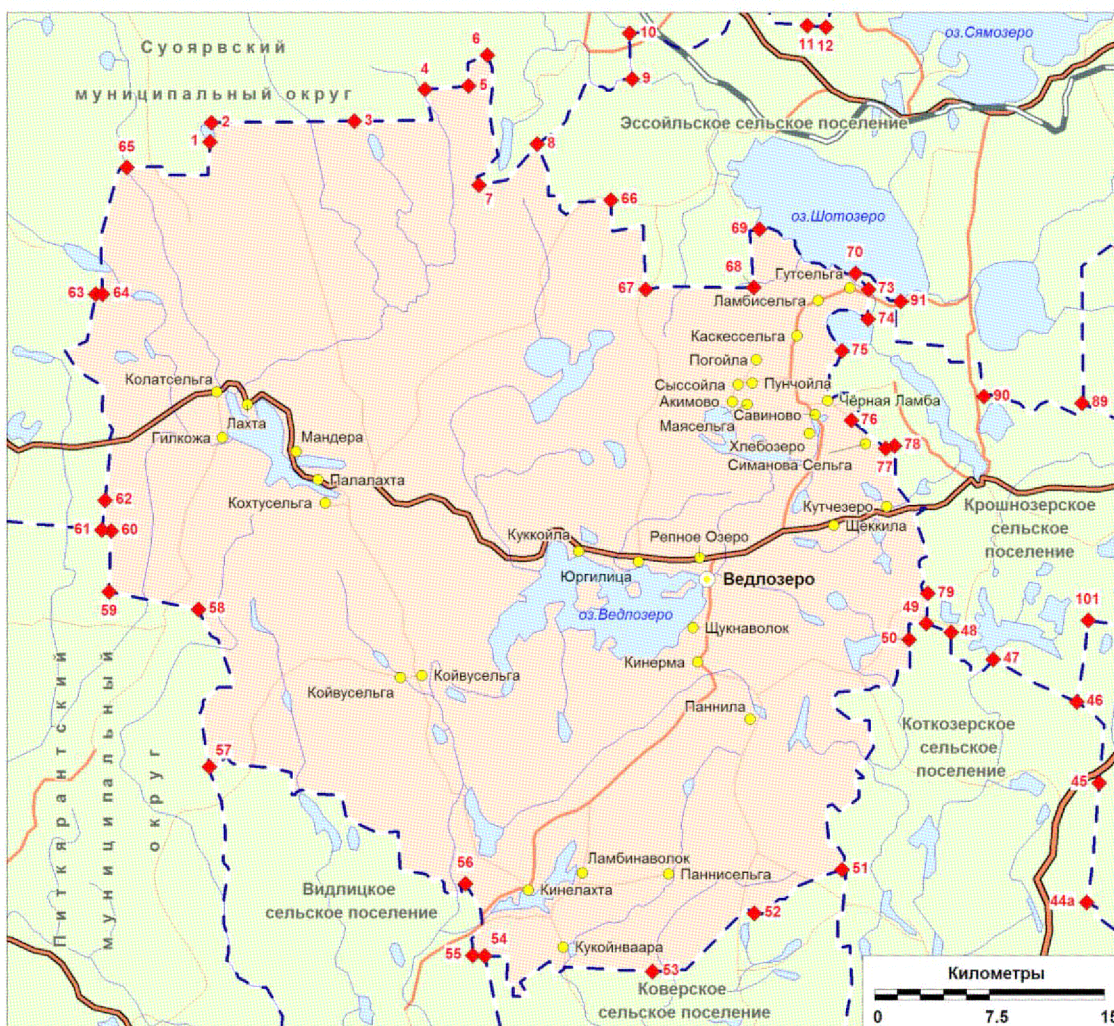 10
11
12
оз.Сямозеро
6
Суоярвский
4
5
муниципальный округ
9
Эссойльское сельское поселение
2
3
1
8
65
7
66
оз.Шотозеро
69
70
68
Гутсельга
73
63
64
67
Ламбисельга
91
74
Каскессельга
75
Погойла
Колатсельга
Сыссойла
Пунчойла
90
89
Акимово
Чёрная Ламба
Лахта
Савиново
76
Маясельга
Гилкожа
Мандера
Хлебозеро
78
Симанова Сельга
77
Палалахта
62
Кохтусельга
Кутчезеро
Крошнозерское
сельское
поселение
61
60
Щеккила
Куккойла
Репное Озеро
Юргилица
Ведлозеро
59
58
79
оз.Ведлозеро
49
101
Щукнаволок
50
48
47
Кинерма
Койвусельга
Койвусельга
46
Паннила
Коткозерское
сельское
поселение
57
45
Питкярантский
муниципальный
округ
Ламбинаволок
51
56
Паннисельга
Видлицкое
сельское поселение
Кинелахта
44а
52
54
Кукойнваара
55
53
Коверское
сельское поселение
Километры
0
7.5
15